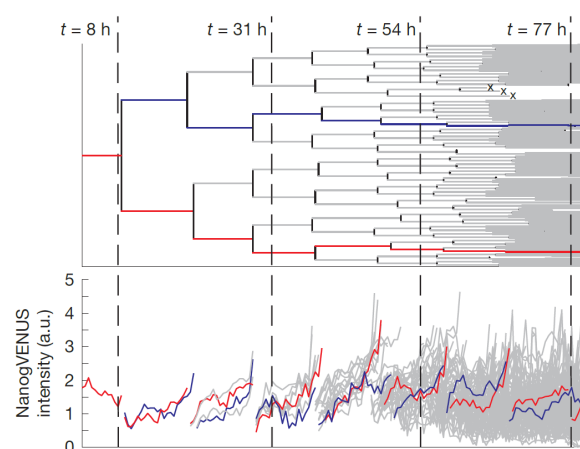 t = 8 h t = 31 h t = 54 h t = 77 h
x
x
x
NanogVENUS
intensity (a.u.)
5
4
3
2
1
0